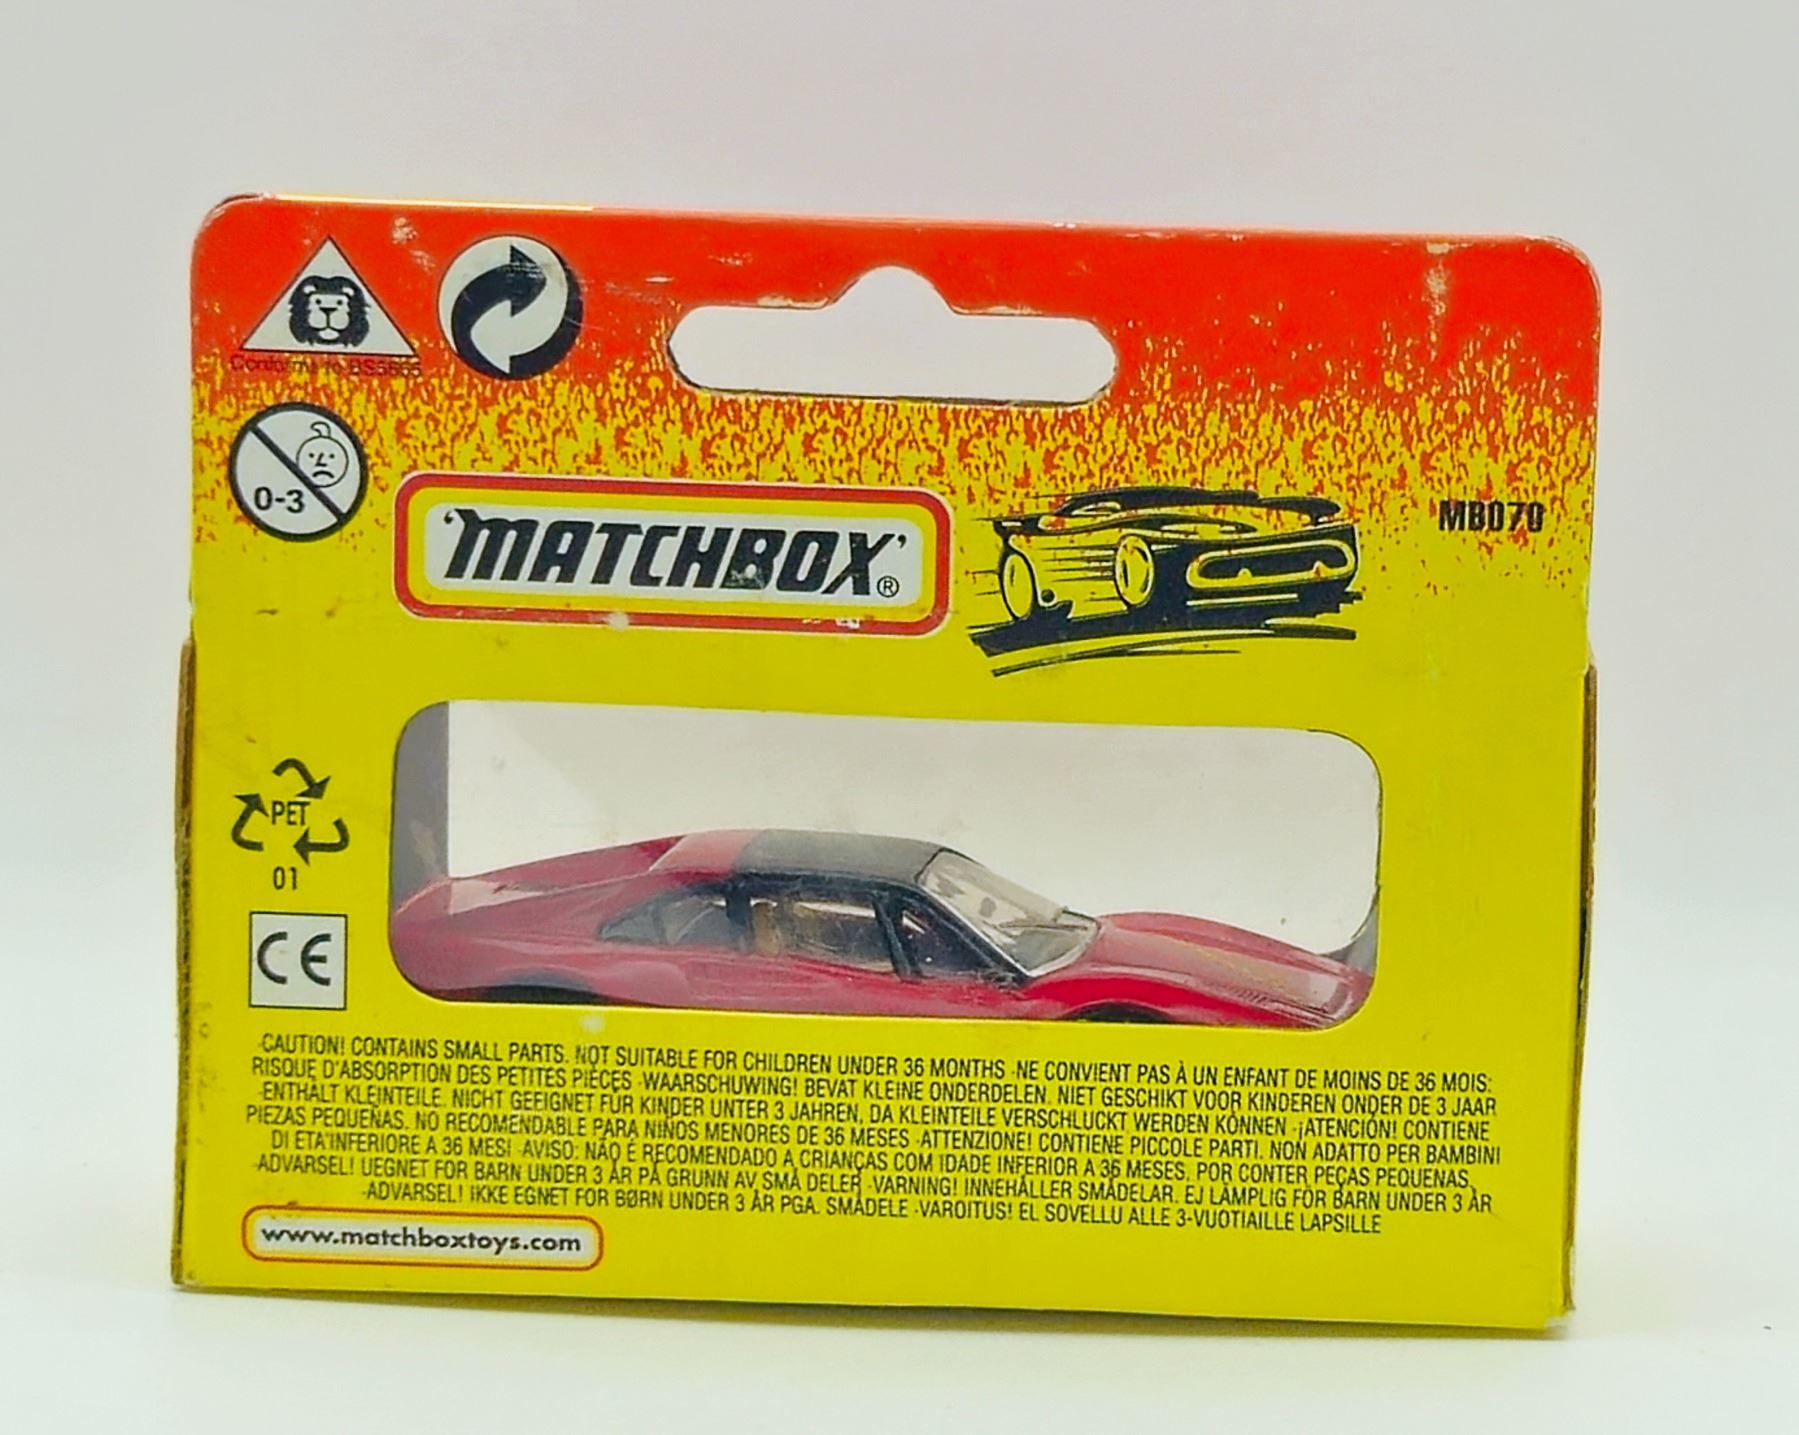 Conforms to BS5665
0-3
'MATCHBOX'®
MB070
PET
01
CE
·CAUTION! CONTAINS SMALL PARTS. NOT SUITABLE FOR CHILDREN UNDER 36 MONTHS ·NE CONVIENT PAS À UN ENFANT DE MOINS DE 36 MOIS:
RISQUE D'ABSORPTION DES PETITES PIÈCES ·WAARSCHUWING! BEVAT KLEINE ONDERDELEN. NIET GESCHIKT VOOR KINDEREN ONDER DE 3 JAAR
·ENTHÄLT KLEINTEILE. NICHT GEEIGNET FÜR KINDER UNTER 3 JAHREN, DA KLEINTEILE VERSCHLUCKT WERDEN KÖNNEN ·¡ATENCIÓN! CONTIENE
PIEZAS PEQUEÑAS. NO RECOMENDABLE PARA NIÑOS MENORES DE 36 MESES ·ATTENZIONE! CONTIENE PICCOLE PARTI. NON ADATTO PER BAMBINI
DI ETA'INFERIORE A 36 MESI ·AVISO: NÃO É RECOMENDADO A CRIANÇAS COM IDADE INFERIOR A 36 MESES, POR CONTER PEÇAS PEQUENAS.
·ADVARSEL! UEGNET FOR BARN UNDER 3 ÅR PÅ GRUNN AV SMÅ DELER ·VARNING! INNEHÅLLER SMÅDELAR. EJ LÄMPLIG FÖR BARN UNDER 3 ÅR
·ADVARSEL! IKKE EGNET FOR BØRN UNDER 3 ÅR PGA. SMÅDELE ·VAROITUS! EI SOVELLU ALLE 3-VUOTIAILLE LAPSILLE
www.matchboxtoys.com